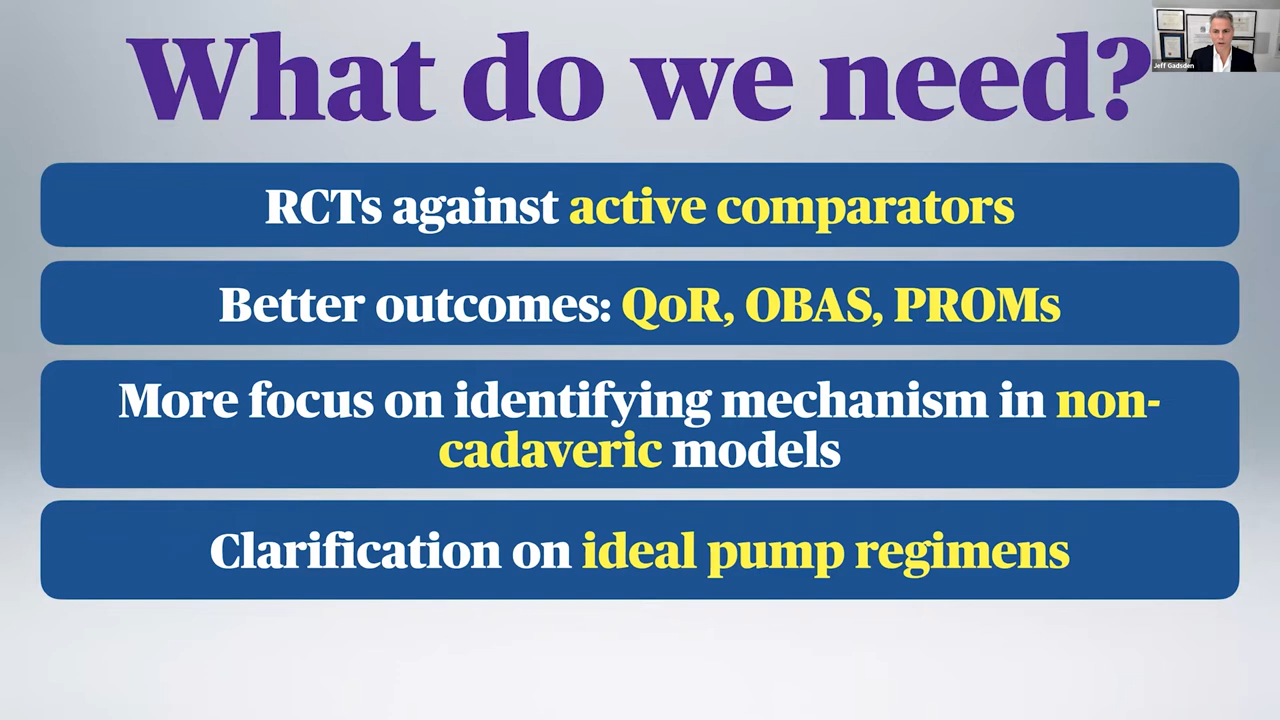 What do we need?
Jeff Gadsden
RCTs against active comparators
Better outcomes: QoR, OBAS, PROMs
More focus on identifying mechanism in non-
cadaveric models
Clarification on ideal pump regimens